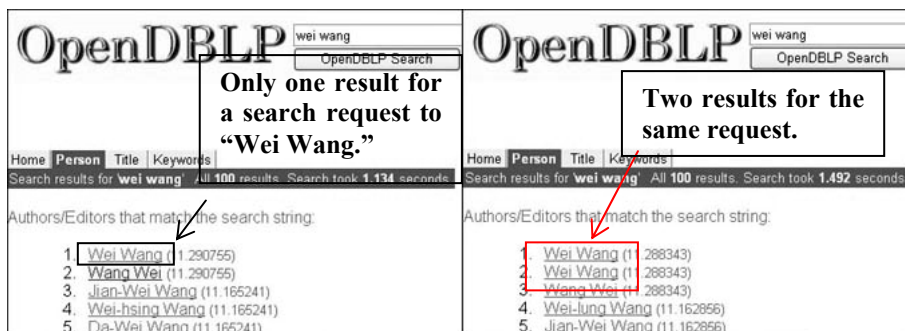 OpenDBLP
wei wang
OpenDBLP Search
Only one result for
a search request to
“Wei Wang.”
Home Person Title Keywords
Search results for 'wei wang' All 100 results. Search took 1.134 seconds
Authors/Editors that match the search string:
1. Wei Wang (11.290755)
2. Wang Wei (11.290755)
3. Jian-Wei Wang (11.165241)
4. Wei-hsing Wang (11.165241)
5. Da-Wei Wang (11.165241)
OpenDBLP
wei wang
OpenDBLP Search
Two results for the
same request.
Home Person Title Keywords
Search results for 'wei wang' All 100 results. Search took 1.492 seconds
Authors/Editors that match the search string:
1. Wei Wang (11.288343)
2. Wei Wang (11.288343)
3. Wang Wei (11.288343)
4. Wei-lung Wang (11.162856)
5. Jian-Wei Wang (11.162856)